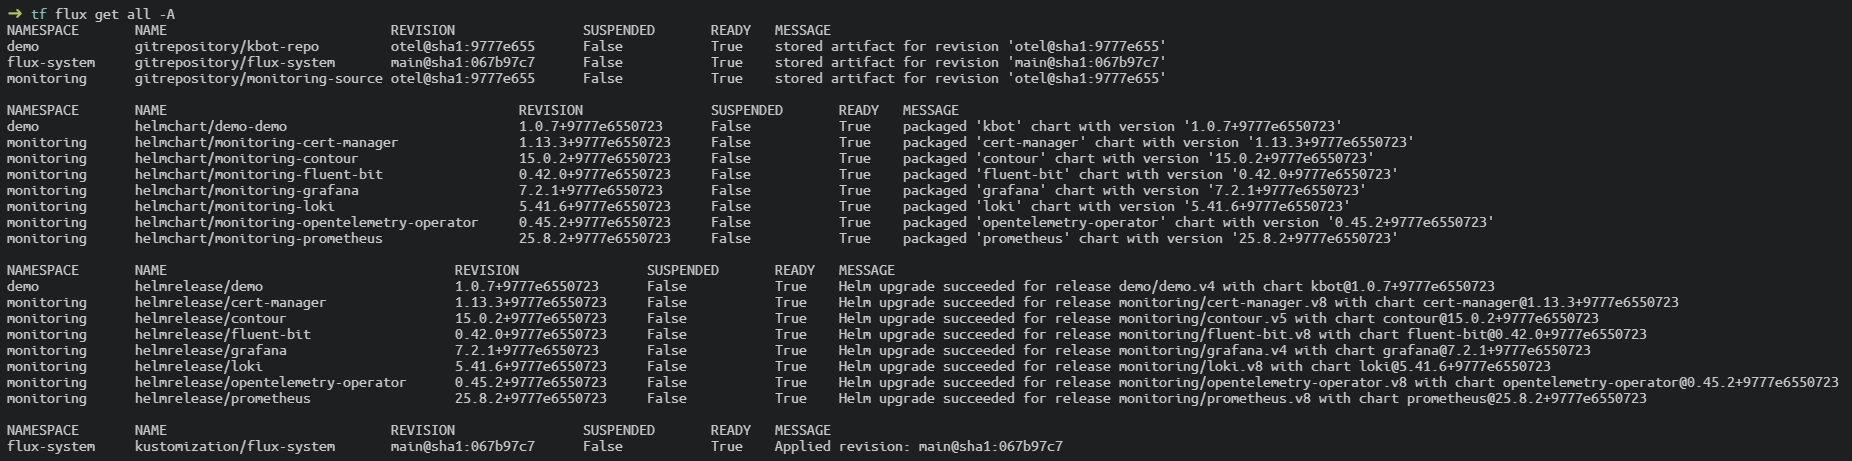 → tf flux get all -A
NAMESPACE NAME REVISION SUSPENDED READY MESSAGE
demo gitrepository/kbot-repo otel@sha1:9777e655 False True stored artifact for revision 'otel@sha1:9777e655'
flux-system gitrepository/flux-system main@sha1:067b97c7 False True stored artifact for revision 'main@sha1:067b97c7'
monitoring gitrepository/monitoring-source otel@sha1:9777e655 False True stored artifact for revision 'otel@sha1:9777e655'
NAMESPACE NAME REVISION SUSPENDED READY MESSAGE
demo helmchart/demo-demo 1.0.7+9777e6550723 False True packaged 'kbot' chart with version '1.0.7+9777e6550723'
monitoring helmchart/monitoring-cert-manager 1.13.3+9777e6550723 False True packaged 'cert-manager' chart with version '1.13.3+9777e6550723'
monitoring helmchart/monitoring-contour 15.0.2+9777e6550723 False True packaged 'contour' chart with version '15.0.2+9777e6550723'
monitoring helmchart/monitoring-fluent-bit 0.42.0+9777e6550723 False True packaged 'fluent-bit' chart with version '0.42.0+9777e6550723'
monitoring helmchart/monitoring-grafana 7.2.1+9777e6550723 False True packaged 'grafana' chart with version '7.2.1+9777e6550723'
monitoring helmchart/monitoring-loki 5.41.6+9777e6550723 False True packaged 'loki' chart with version '5.41.6+9777e6550723'
monitoring helmchart/monitoring-opentelemetry-operator 0.45.2+9777e6550723 False True packaged 'opentelemetry-operator' chart with version '0.45.2+9777e6550723'
monitoring helmchart/monitoring-prometheus 25.8.2+9777e6550723 False True packaged 'prometheus' chart with version '25.8.2+9777e6550723'
NAMESPACE NAME REVISION SUSPENDED READY MESSAGE
demo helmrelease/demo 1.0.7+9777e6550723 False True Helm upgrade succeeded for release demo/demo.v4 with chart kbot@1.0.7+9777e6550723
monitoring helmrelease/cert-manager 1.13.3+9777e6550723 False True Helm upgrade succeeded for release monitoring/cert-manager.v8 with chart cert-manager@1.13.3+9777e6550723
monitoring helmrelease/contour 15.0.2+9777e6550723 False True Helm upgrade succeeded for release monitoring/contour.v5 with chart contour@15.0.2+9777e6550723
monitoring helmrelease/fluent-bit 0.42.0+9777e6550723 False True Helm upgrade succeeded for release monitoring/fluent-bit.v8 with chart fluent-bit@0.42.0+9777e6550723
monitoring helmrelease/grafana 7.2.1+9777e6550723 False True Helm upgrade succeeded for release monitoring/grafana.v4 with chart grafana@7.2.1+9777e6550723
monitoring helmrelease/loki 5.41.6+9777e6550723 False True Helm upgrade succeeded for release monitoring/loki.v8 with chart loki@5.41.6+9777e6550723
monitoring helmrelease/opentelemetry-operator 0.45.2+9777e6550723 False True Helm upgrade succeeded for release monitoring/opentelemetry-operator.v8 with chart opentelemetry-operator@0.45.2+9777e6550723
monitoring helmrelease/prometheus 25.8.2+9777e6550723 False True Helm upgrade succeeded for release monitoring/prometheus.v8 with chart prometheus@25.8.2+9777e6550723
NAMESPACE NAME REVISION SUSPENDED READY MESSAGE
flux-system kustomization/flux-system main@sha1:067b97c7 False True Applied revision: main@sha1:067b97c7